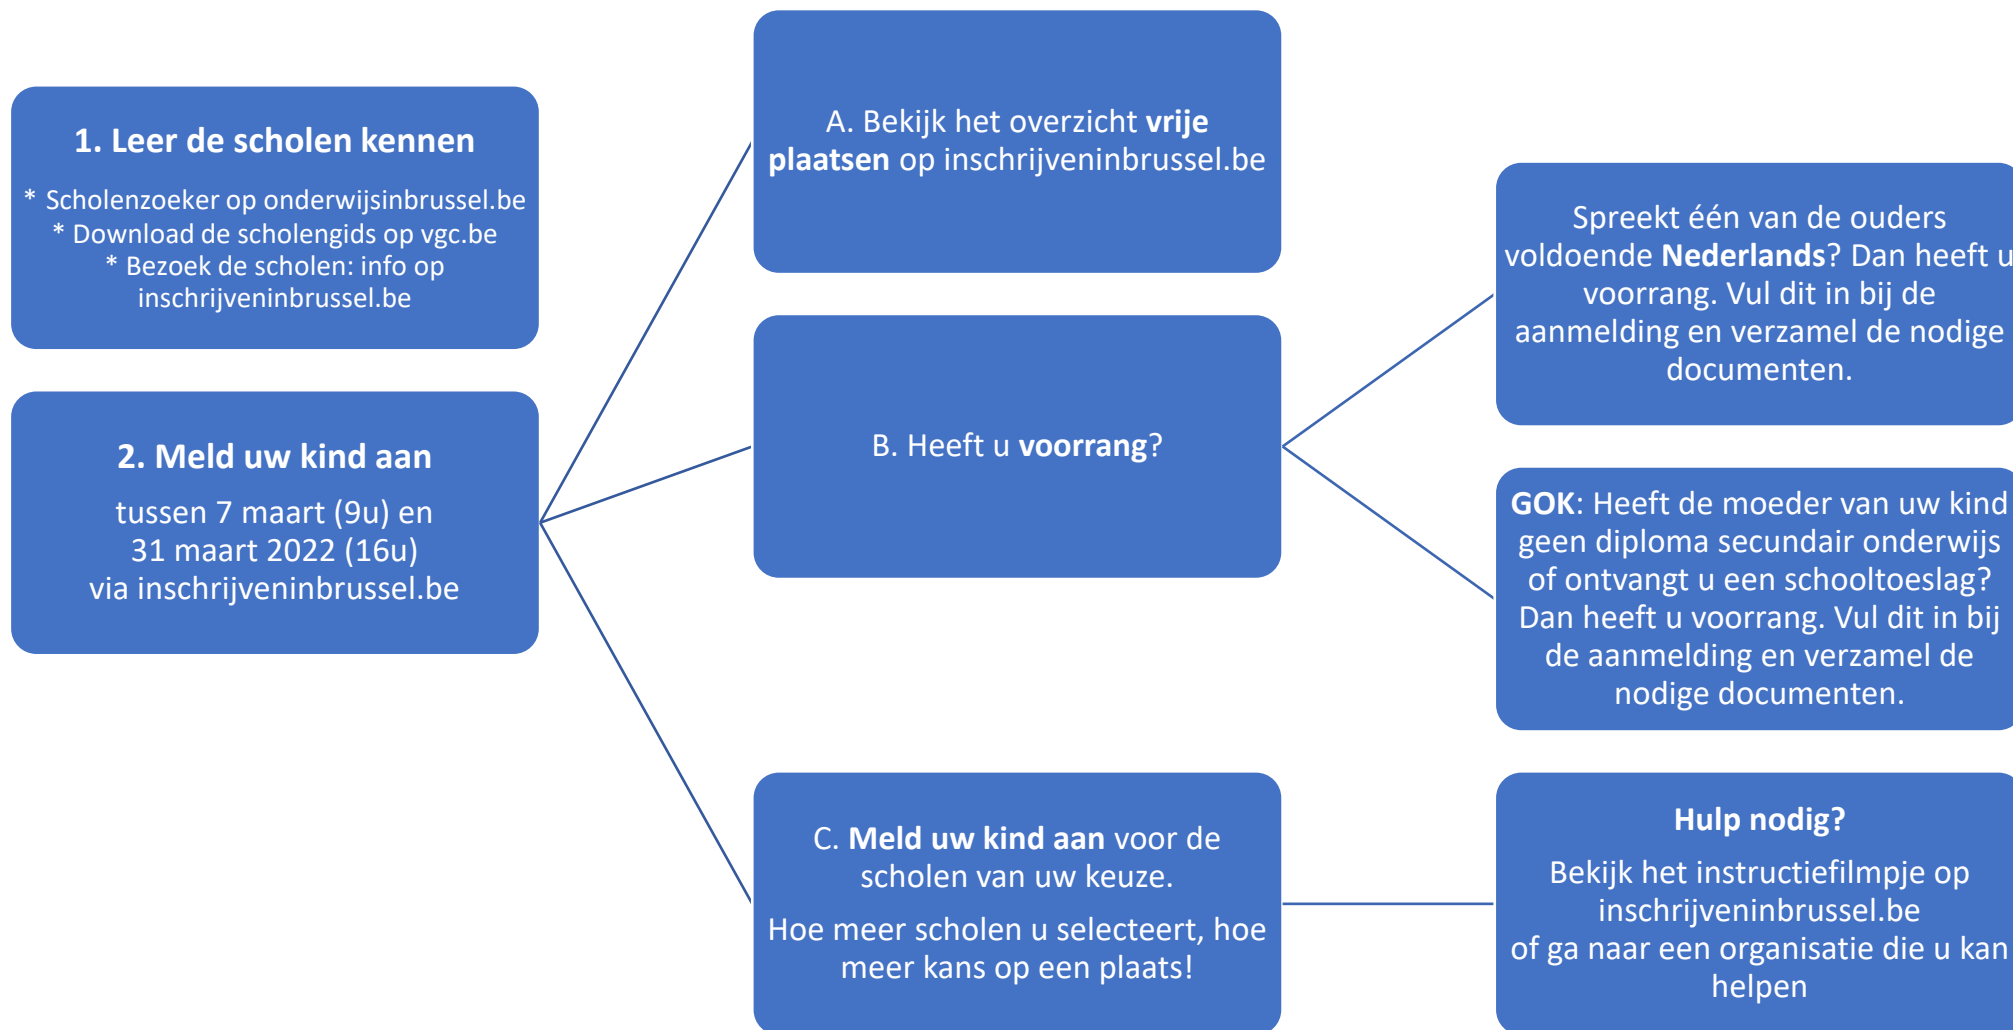 1. Leer de scholen kennen
* Scholenzoeker op onderwijsinbrussel.be
* Download de scholengids op vgc.be
* Bezoek de scholen: info op
inschrijveninbrussel.be
2. Meld uw kind aan
tussen 7 maart (9u) en
31 maart 2022 (16u)
via inschrijveninbrussel.be
A. Bekijk het overzicht vrije
plaatsen op inschrijveninbrussel.be
B. Heeft u voorrang?
Spreekt één van de ouders
voldoende Nederlands? Dan heeft u
voorrang. Vul dit in bij de
aanmelding en verzamel de nodige
documenten.
GOK: Heeft de moeder van uw kind
geen diploma secundair onderwijs
of ontvangt u een schooltoeslag?
Dan heeft u voorrang. Vul dit in bij
de aanmelding en verzamel de
nodige documenten.
C. Meld uw kind aan voor de
scholen van uw keuze.
Hoe meer scholen u selecteert, hoe
meer kans op een plaats!
Hulp nodig?
Bekijk het instructiefilmpje op
inschrijveninbrussel.be
of ga naar een organisatie die u kan
helpen